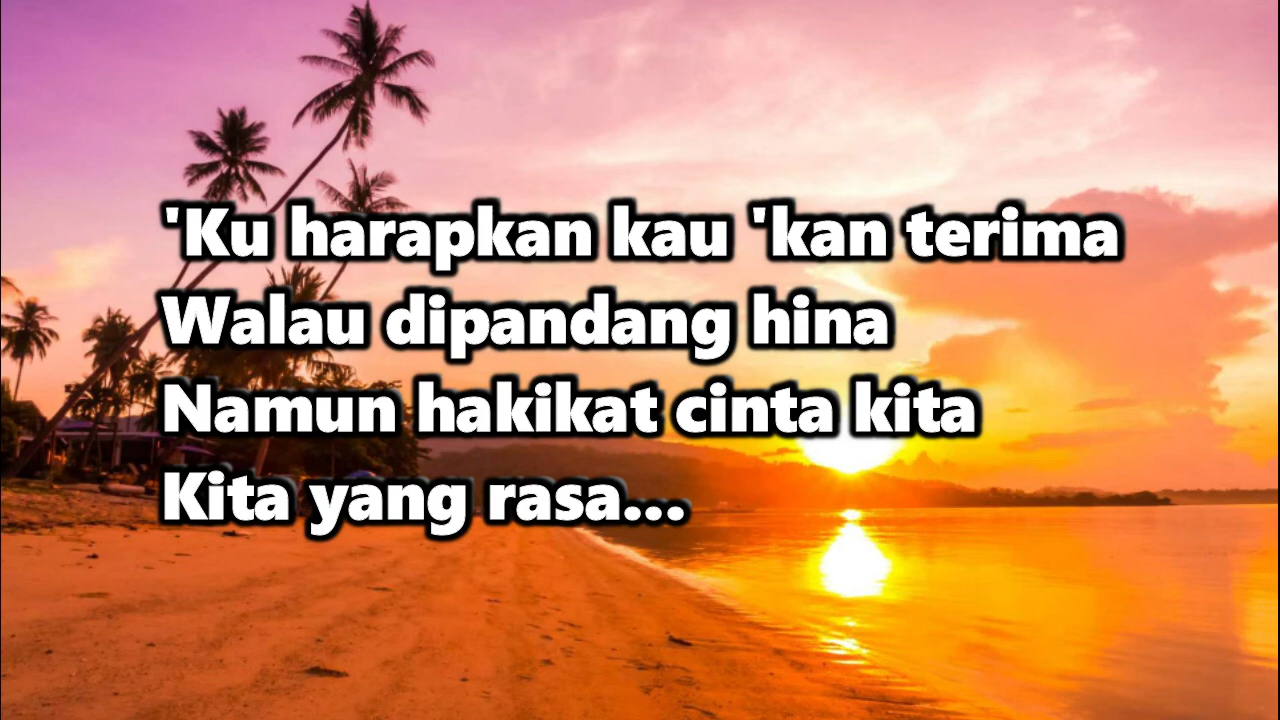 'Ku harapkan kau 'kan terima
Walau dipandang hina
Namun hakikat cinta kita
Kita yang rasa...